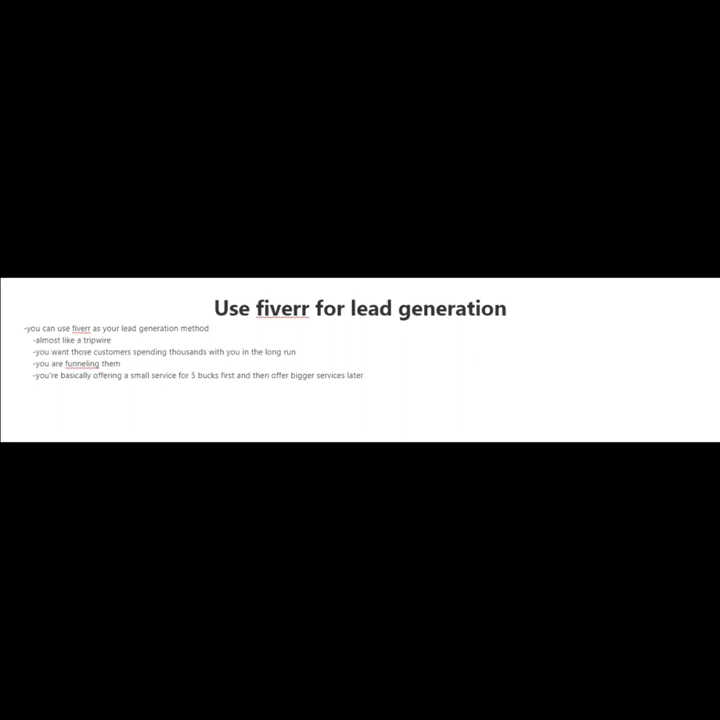 Use fiverr for lead generation
-you can use fiverr as your lead generation method
-almost like a tripwire
-you want those customers spending thousands with you in the long run
-you are funneling them
-you're basically offering a small service for 5 bucks first and then offer bigger services later